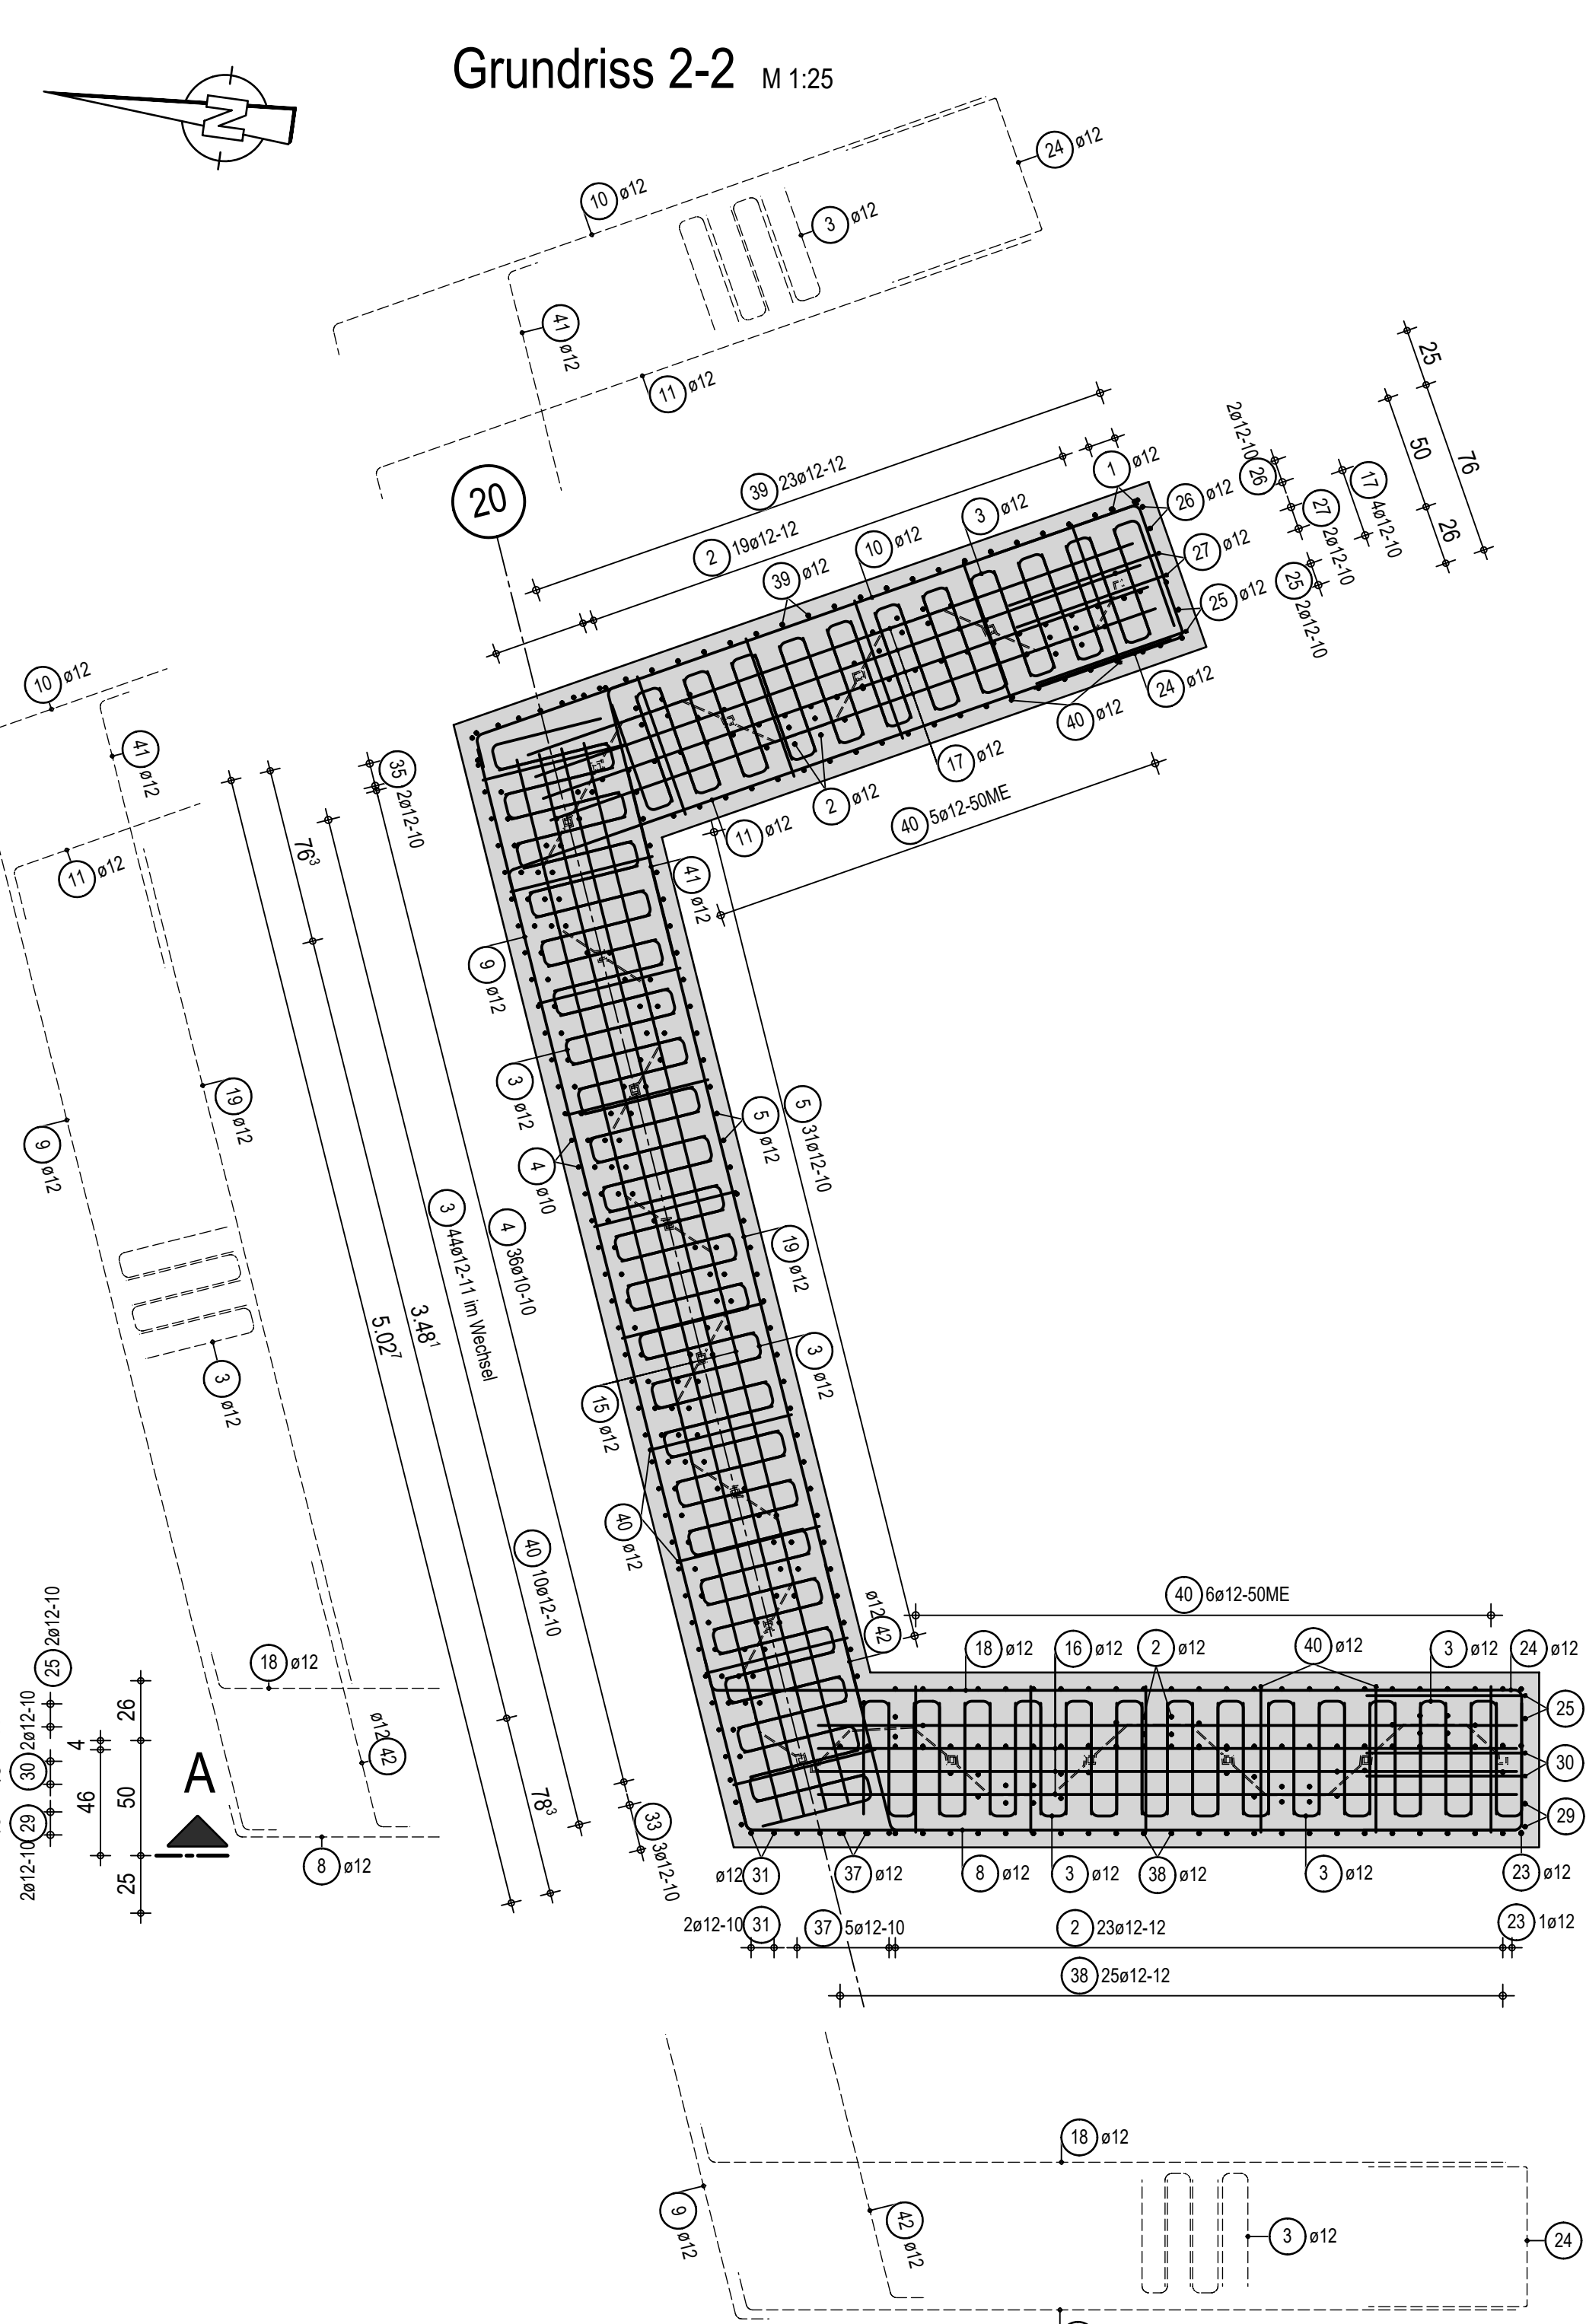 Grundriss 2-2 M 1:25
N
24 ø12
10 ø12
3 ø12
41 ø12
11 ø12
25
76
50
26
2ø12-10 26
27 2ø12-10
17 4ø12-10
25 2ø12-10
20
39 23ø12-12
2 19ø12-12
1 ø12
3 ø12
26 ø12
10 ø12
27 ø12
39 ø12
25 ø12
24 ø12
40 ø12
17 ø12
2 ø12
11 ø12
40 5ø12-50ME
41 ø12
10 ø12
41 ø12
11 ø12
76³
35 2ø12-10
9 ø12
3 ø12
4 ø10
5 ø12
5 31ø12-10
9 ø12
19 ø12
3 ø12
5.02⁷
3.48¹
3 44ø12-11 im Wechsel
4 36ø10-10
19 ø12
3 ø12
15 ø12
40 ø12
40 10ø12-10
ø12 42
40 6ø12-50ME
18 ø12
16 ø12
2 ø12
40 ø12
3 ø12
24 ø12
25
30
29
25 2ø12-10
30 2ø12-10
29 2ø12-10
26
4
46
50
25
A
18 ø12
ø12 42
8 ø12
78³
33 3ø12-10
ø12 31
37 ø12
8 ø12
3 ø12
38 ø12
3 ø12
23 ø12
2ø12-10 31
37 5ø12-10
2 23ø12-12
23 1ø12
38 25ø12-12
18 ø12
9 ø12
42 ø12
3 ø12
24